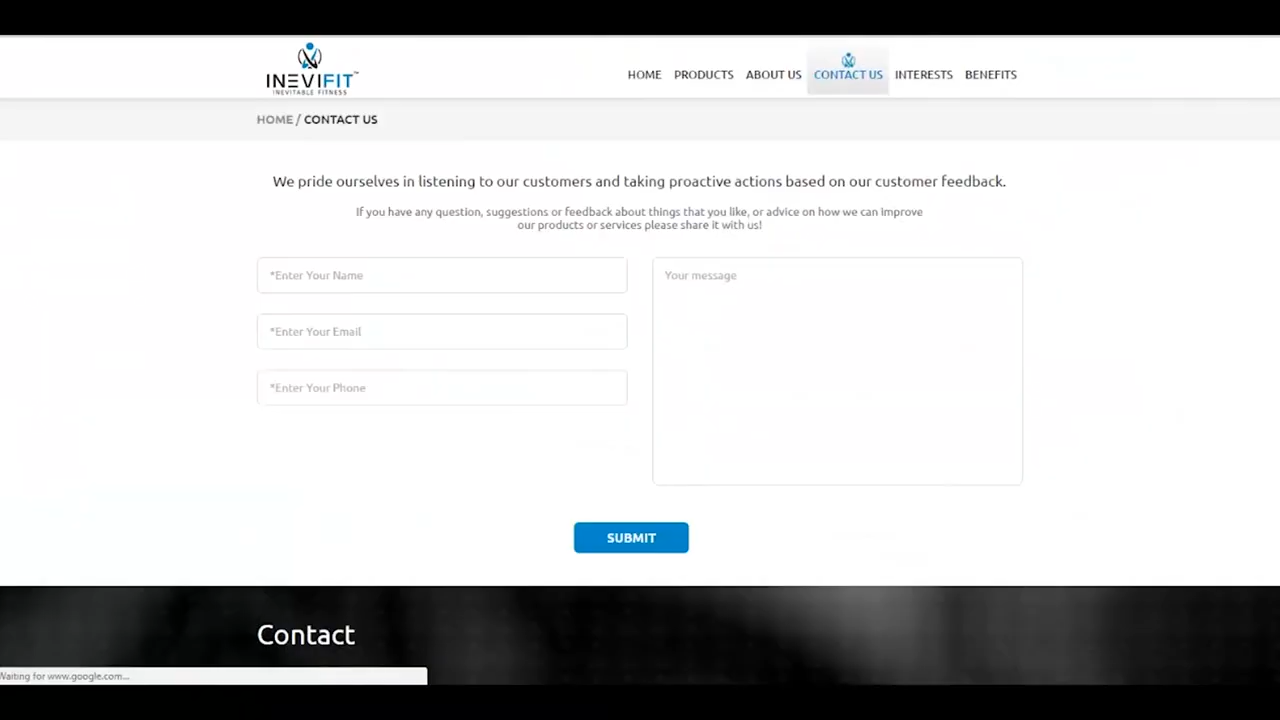 INEVIFIT™
INEVITABLE FITNESS
HOME PRODUCTS ABOUT US CONTACT US INTERESTS BENEFITS
HOME / CONTACT US
We pride ourselves in listening to our customers and taking proactive actions based on our customer feedback.
If you have any question, suggestions or feedback about things that you like, or advice on how we can improve
our products or services please share it with us!
*Enter Your Name
Your message
*Enter Your Email
*Enter Your Phone
SUBMIT
Contact
Waiting for www.google.com...